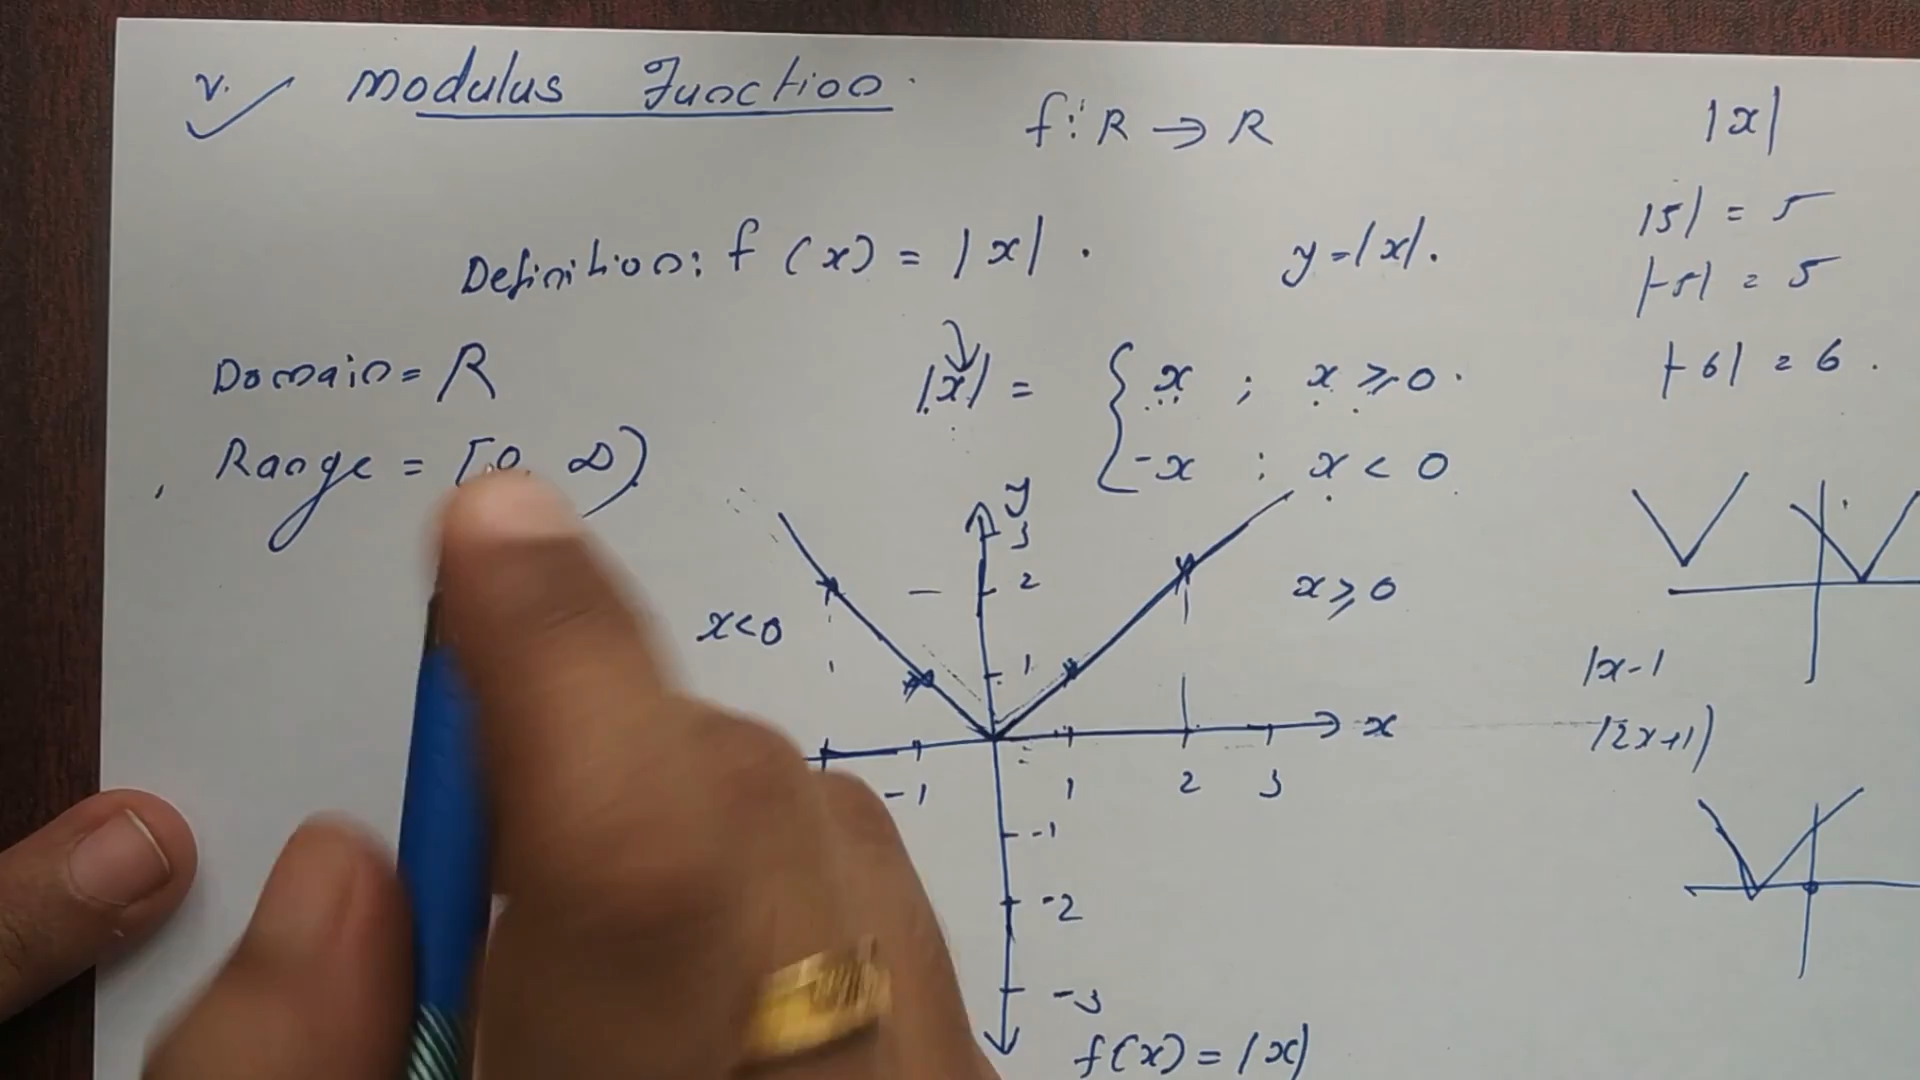 v. Modulus Function.
f: R → R
Definition: f(x) = |x|.
y = |x|.
|x|
|5| = 5
|-5| = 5
|-6| = 6.
Domain = R
Range = [0, ∞)
|x| = { x ; x ≥ 0.
-x ; x < 0
y
3
2
1
x<0
x≥0
x
-1 1 2 3
-1
-2
-3
f(x) = |x|
|x-1
|2x+1|